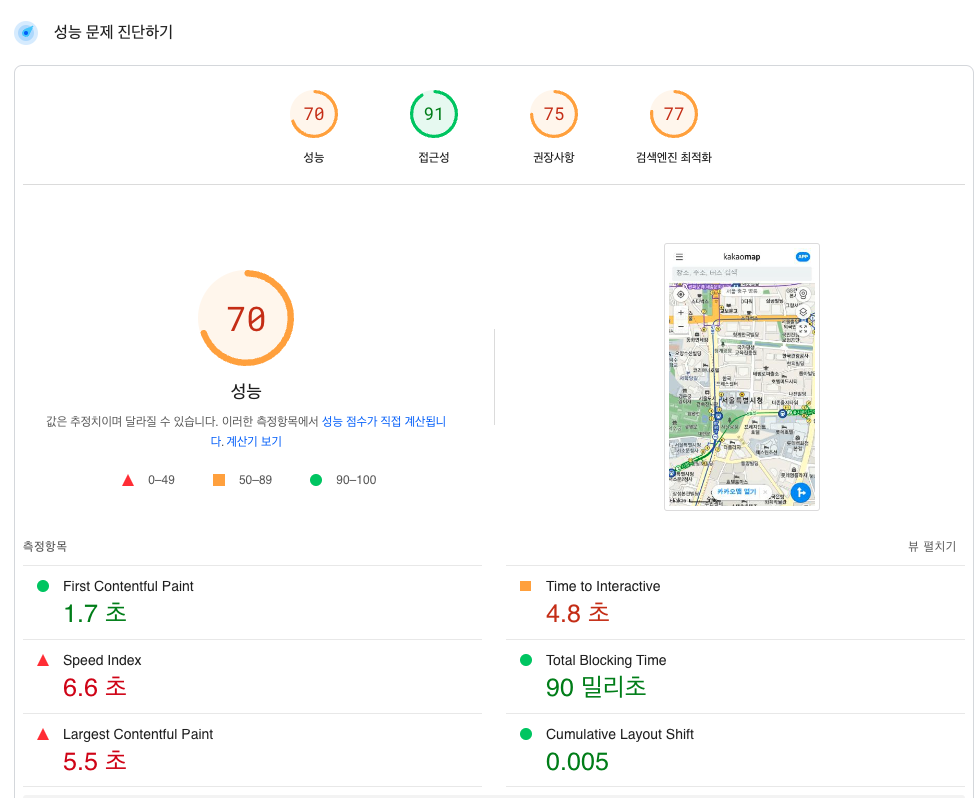 성능 문제 진단하기
70
91
75
77
성능
접근성
권장사항
검색엔진 최적화
70
성능
값은 추정치이며 달라질 수 있습니다. 이러한 측정항목에서 성능 점수가 직접 계산됩니
다. 계산기 보기
0–49
50–89
90–100
kakaomap
APP
장소, 주소, 버스 검색
서울특별시청
카카오맵 열기
측정항목
뷰 펼치기
First Contentful Paint
1.7 초
Time to Interactive
4.8 초
Speed Index
6.6 초
Total Blocking Time
90 밀리초
Largest Contentful Paint
5.5 초
Cumulative Layout Shift
0.005